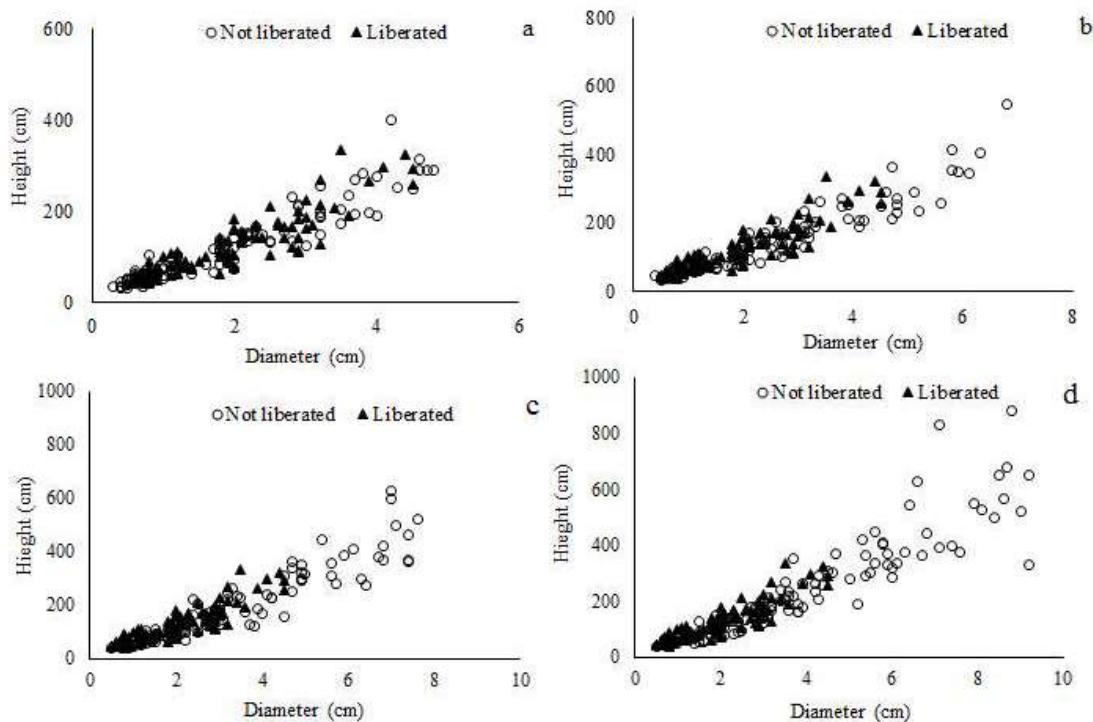 ○ Not liberated ▲ Liberated a
Height (cm)
600
400
200
0
0 2 4 6
Diameter (cm)
○ Not liberated ▲ Liberated b
Height (cm)
800
600
400
200
0
0 2 4 6 8
Diameter (cm)
○ Not liberated ▲ Liberated c
Hieght (cm)
1000
800
600
400
200
0
0 2 4 6 8 10
Diameter (cm)
○ Not liberated ▲ Liberated d
Hieght (cm)
1000
800
600
400
200
0
0 2 4 6 8 10
Diameter (cm)